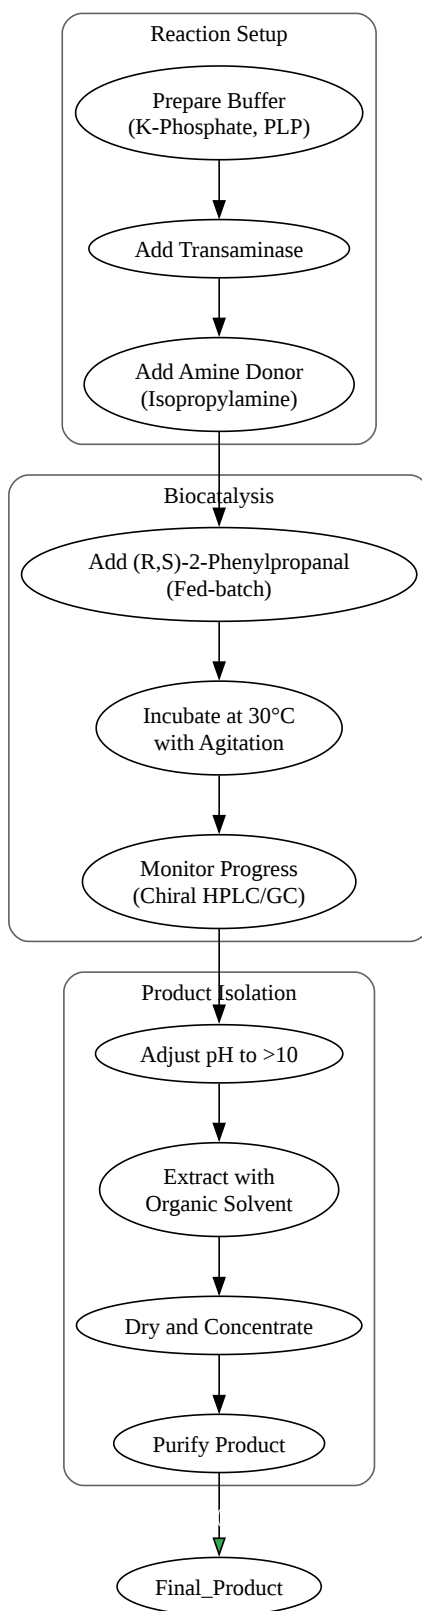 Reaction Setup
Prepare Buffer
(K-Phosphate, PLP)
Add Transaminase
Add Amine Donor
(Isopropylamine)
Biocatalysis
Add (R,S)-2-Phenylpropanal
(Fed-batch)
Incubate at 30°C
with Agitation
Monitor Progress
(Chiral HPLC/GC)
Product Isolation
Adjust pH to >10
Extract with
Organic Solvent
Dry and Concentrate
Purify Product
Final_Product